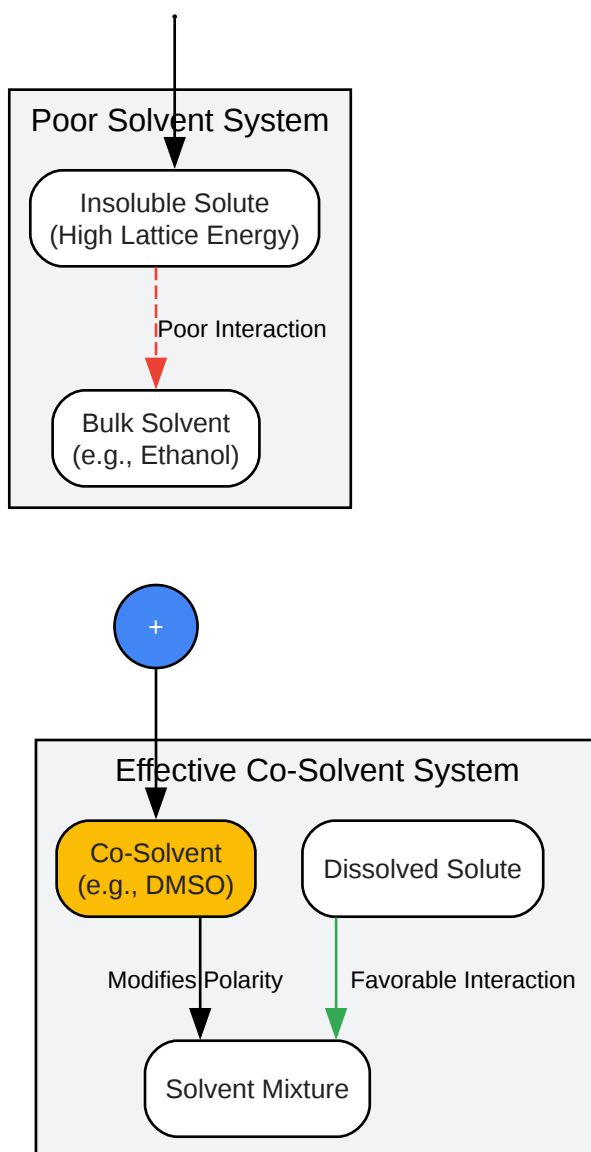 Poor Solvent System
Insoluble Solute
(High Lattice Energy)
Poor Interaction
Bulk Solvent
(e.g., Ethanol)
+
Effective Co-Solvent System
Co-Solvent
(e.g., DMSO)
Dissolved Solute
Modifies Polarity
Favorable Interaction
Solvent Mixture